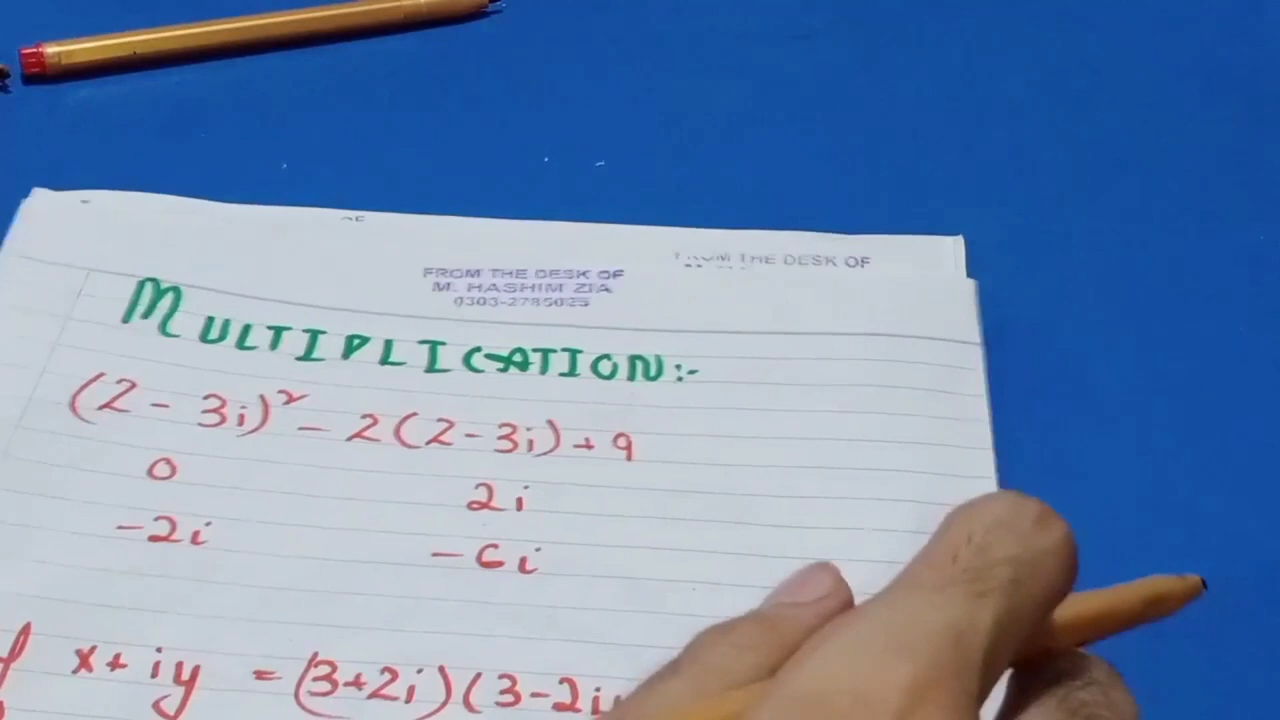 FROM THE DESK OF
FROM THE DESK OF
M. HASHIM ZIA
0303-2785025
MULTIPLICATION:-
(2 - 3i)² - 2(2 - 3i) + 9
0 2i
-2i -6i
x + iy = (3+2i)(3-2i